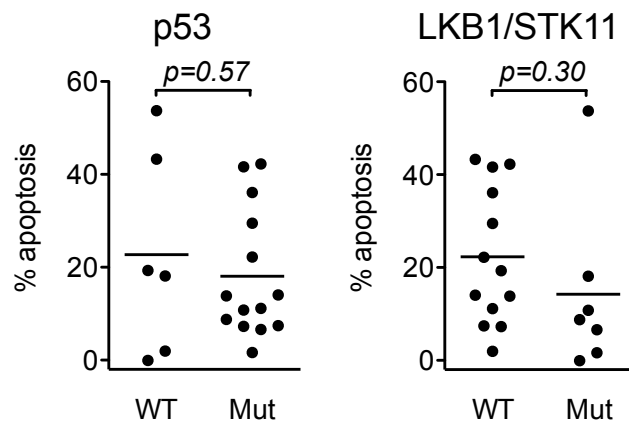 p53
p=0.57
% apoptosis
60
40
20
0
WT Mut
LKB1/STK11
p=0.30
% apoptosis
60
40
20
0
WT Mut